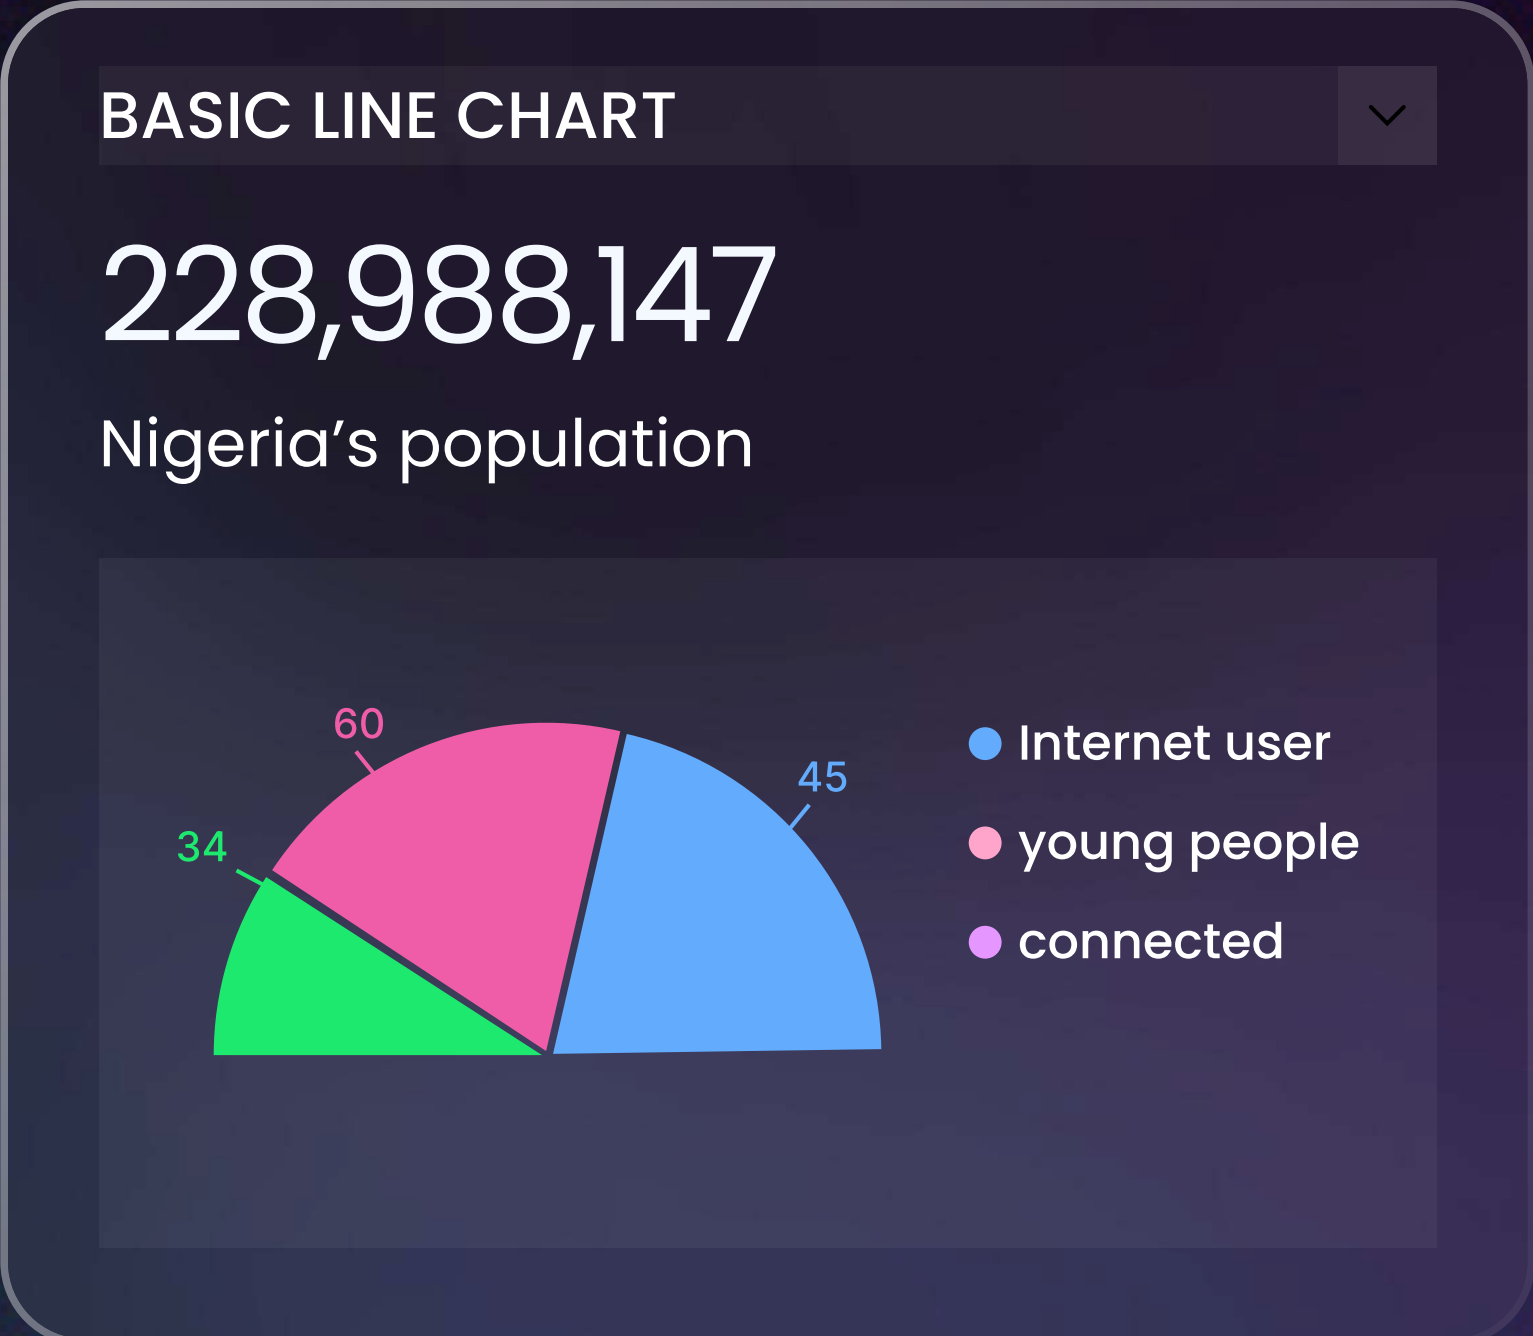 BASIC LINE CHART
228,988,147
Nigeria’s population
60
45
34
Internet user
young people
connected